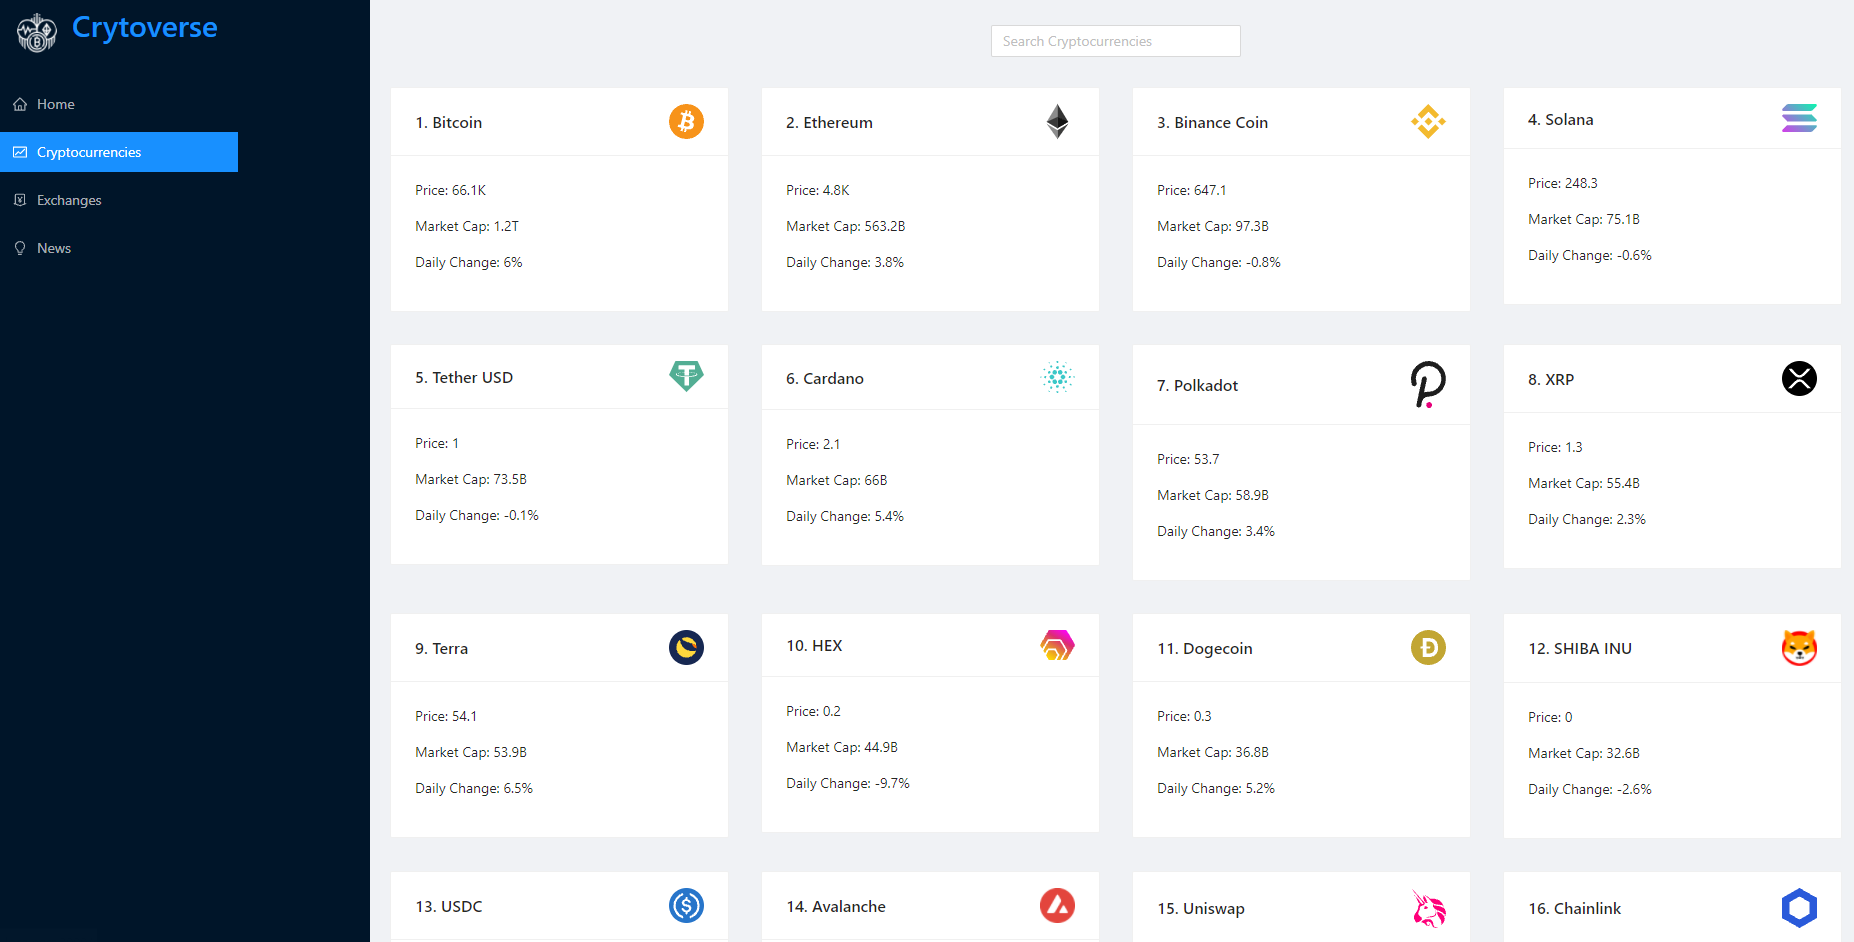 Crytoverse
Home
Cryptocurrencies
Exchanges
News
Search Cryptocurrencies
1. Bitcoin
Price: 66.1K
Market Cap: 1.2T
Daily Change: 6%
2. Ethereum
Price: 4.8K
Market Cap: 563.2B
Daily Change: 3.8%
3. Binance Coin
Price: 647.1
Market Cap: 97.3B
Daily Change: -0.8%
4. Solana
Price: 248.3
Market Cap: 75.1B
Daily Change: -0.6%
5. Tether USD
Price: 1
Market Cap: 73.5B
Daily Change: -0.1%
6. Cardano
Price: 2.1
Market Cap: 66B
Daily Change: 5.4%
7. Polkadot
Price: 53.7
Market Cap: 58.9B
Daily Change: 3.4%
8. XRP
Price: 1.3
Market Cap: 55.4B
Daily Change: 2.3%
9. Terra
Price: 54.1
Market Cap: 53.9B
Daily Change: 6.5%
10. HEX
Price: 0.2
Market Cap: 44.9B
Daily Change: -9.7%
11. Dogecoin
Price: 0.3
Market Cap: 36.8B
Daily Change: 5.2%
12. SHIBA INU
Price: 0
Market Cap: 32.6B
Daily Change: -2.6%
13. USDC
14. Avalanche
15. Uniswap
16. Chainlink